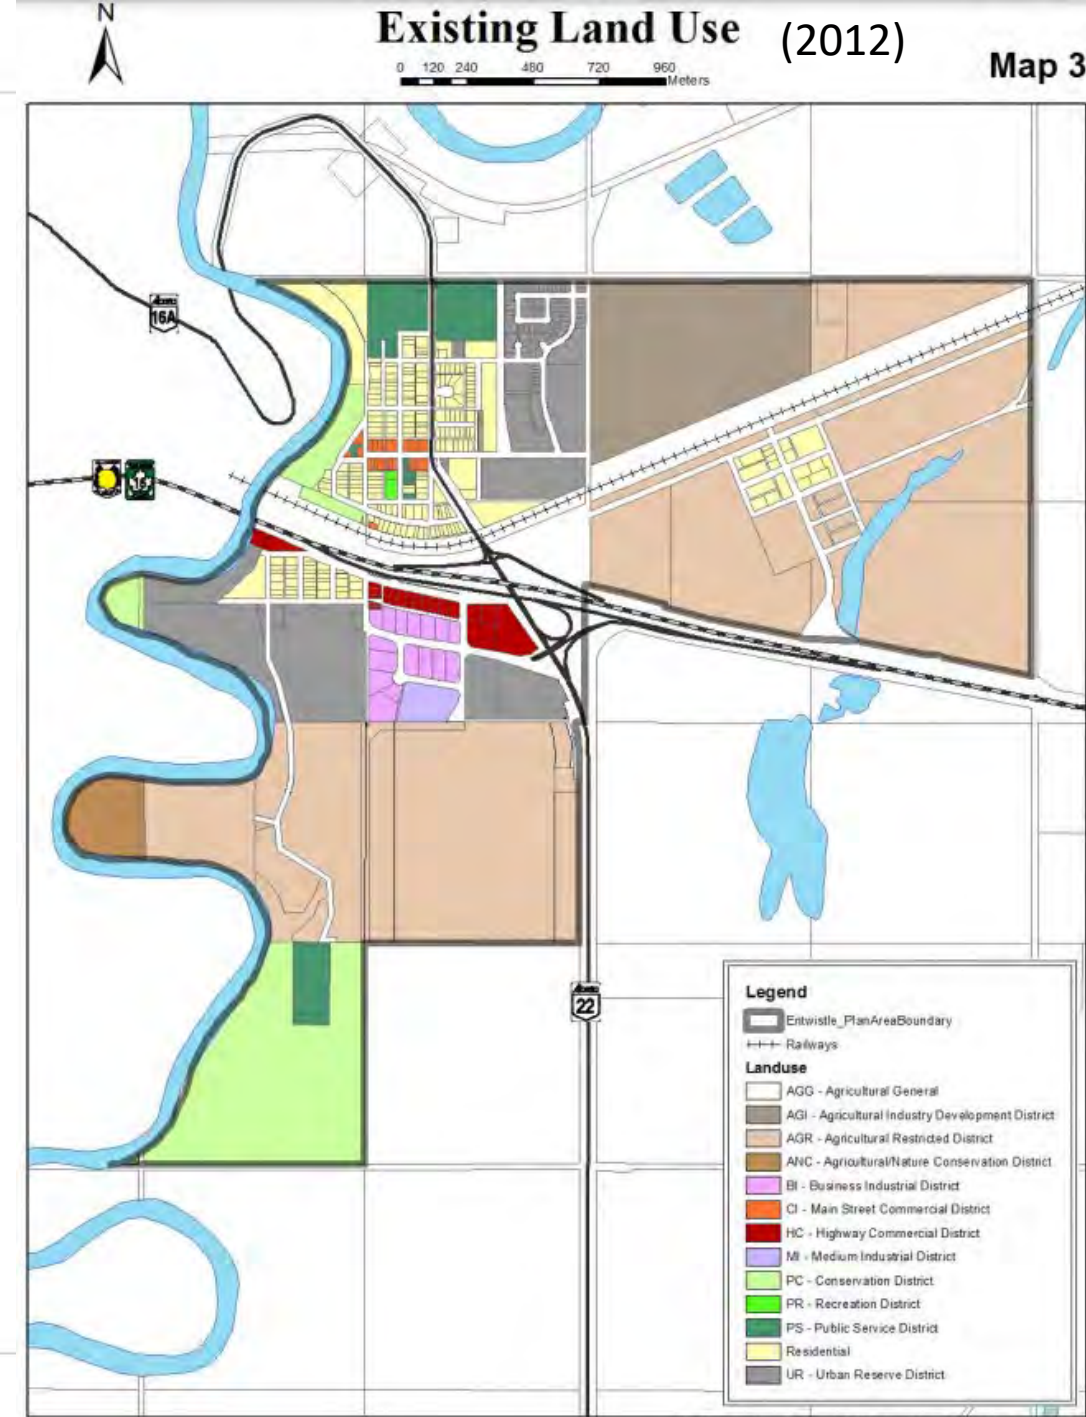 N
Existing Land Use (2012)
0 120 240 480 720 960
Meters
Map 3
16A
16
22
Legend
Entwistle_PlanAreaBoundary
Railways
Landuse
AGG - Agricultural General
AGI - Agricultural Industry Development District
AGR - Agricultural Restricted District
ANC - Agricultural/Nature Conservation District
BI - Business Industrial District
CI - Main Street Commercial District
HC - Highway Commercial District
MI - Medium Industrial District
PC - Conservation District
PR - Recreation District
PS - Public Service District
Residential
UR - Urban Reserve District